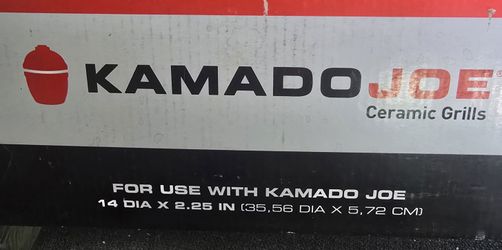 KAMADO JOE
Ceramic Grills
FOR USE WITH KAMADO JOE
14 DIA X 2.25 IN (35,56 DIA X 5,72 CM)